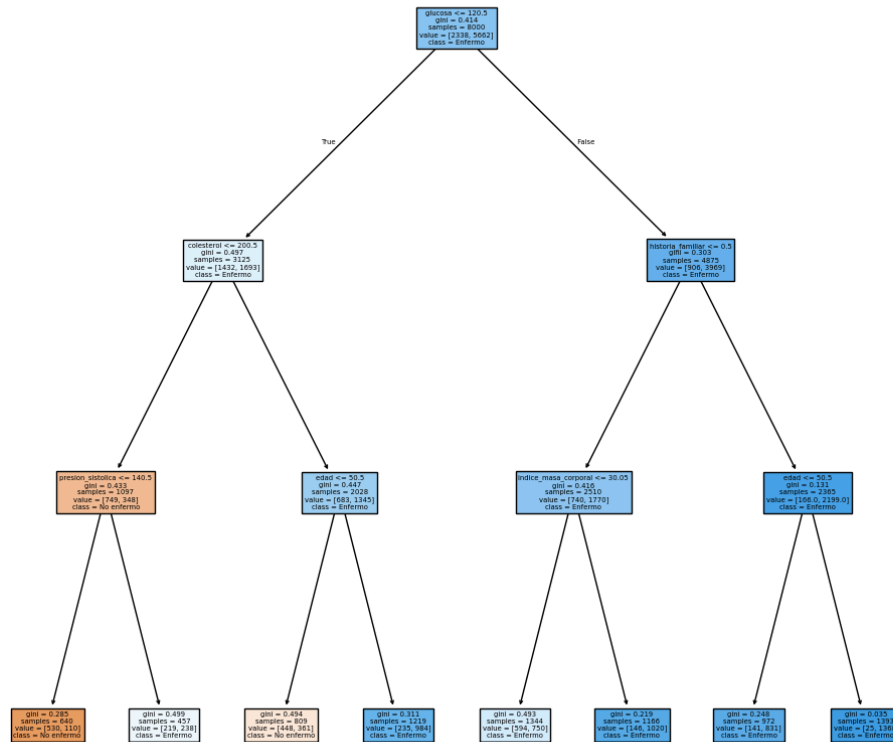 glucosa <= 120.5
gini = 0.414
samples = 8000
value = [2338, 5662]
class = Enfermo
True
False
colesterol <= 200.5
gini = 0.497
samples = 3125
value = [1432, 1693]
class = Enfermo
historia_familiar <= 0.5
gini = 0.303
samples = 4875
value = [906, 3969]
class = Enfermo
presion_sistolica <= 140.5
gini = 0.433
samples = 1097
value = [749, 348]
class = No enfermo
edad <= 50.5
gini = 0.447
samples = 2028
value = [683, 1345]
class = Enfermo
indice_masa_corporal <= 30.05
gini = 0.416
samples = 2510
value = [740, 1770]
class = Enfermo
edad <= 50.5
gini = 0.131
samples = 2365
value = [166.0, 2199.0]
class = Enfermo
gini = 0.285
samples = 640
value = [530, 110]
class = No enfermo
gini = 0.499
samples = 457
value = [219, 238]
class = Enfermo
gini = 0.494
samples = 809
value = [448, 361]
class = No enfermo
gini = 0.311
samples = 1219
value = [235, 984]
class = Enfermo
gini = 0.493
samples = 1344
value = [594, 750]
class = Enfermo
gini = 0.219
samples = 1166
value = [146, 1020]
class = Enfermo
gini = 0.248
samples = 972
value = [141, 831]
class = Enfermo
gini = 0.035
samples = 1393
value = [25, 1368]
class = Enfermo